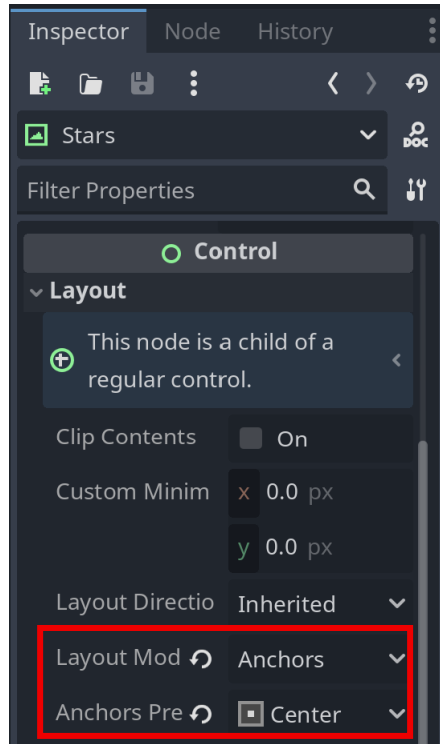 Inspector Node History
Stars
DOC
Filter Properties
Control
Layout
This node is a child of a
regular control.
Clip Contents On
Custom Minim x 0.0 px
y 0.0 px
Layout Directio Inherited
Layout Mod Anchors
Anchors Pre Center